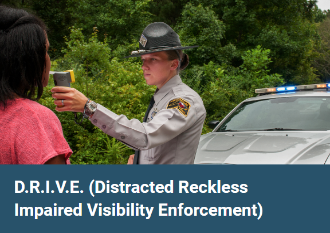 D.R.I.V.E. (Distracted Reckless
Impaired Visibility Enforcement)